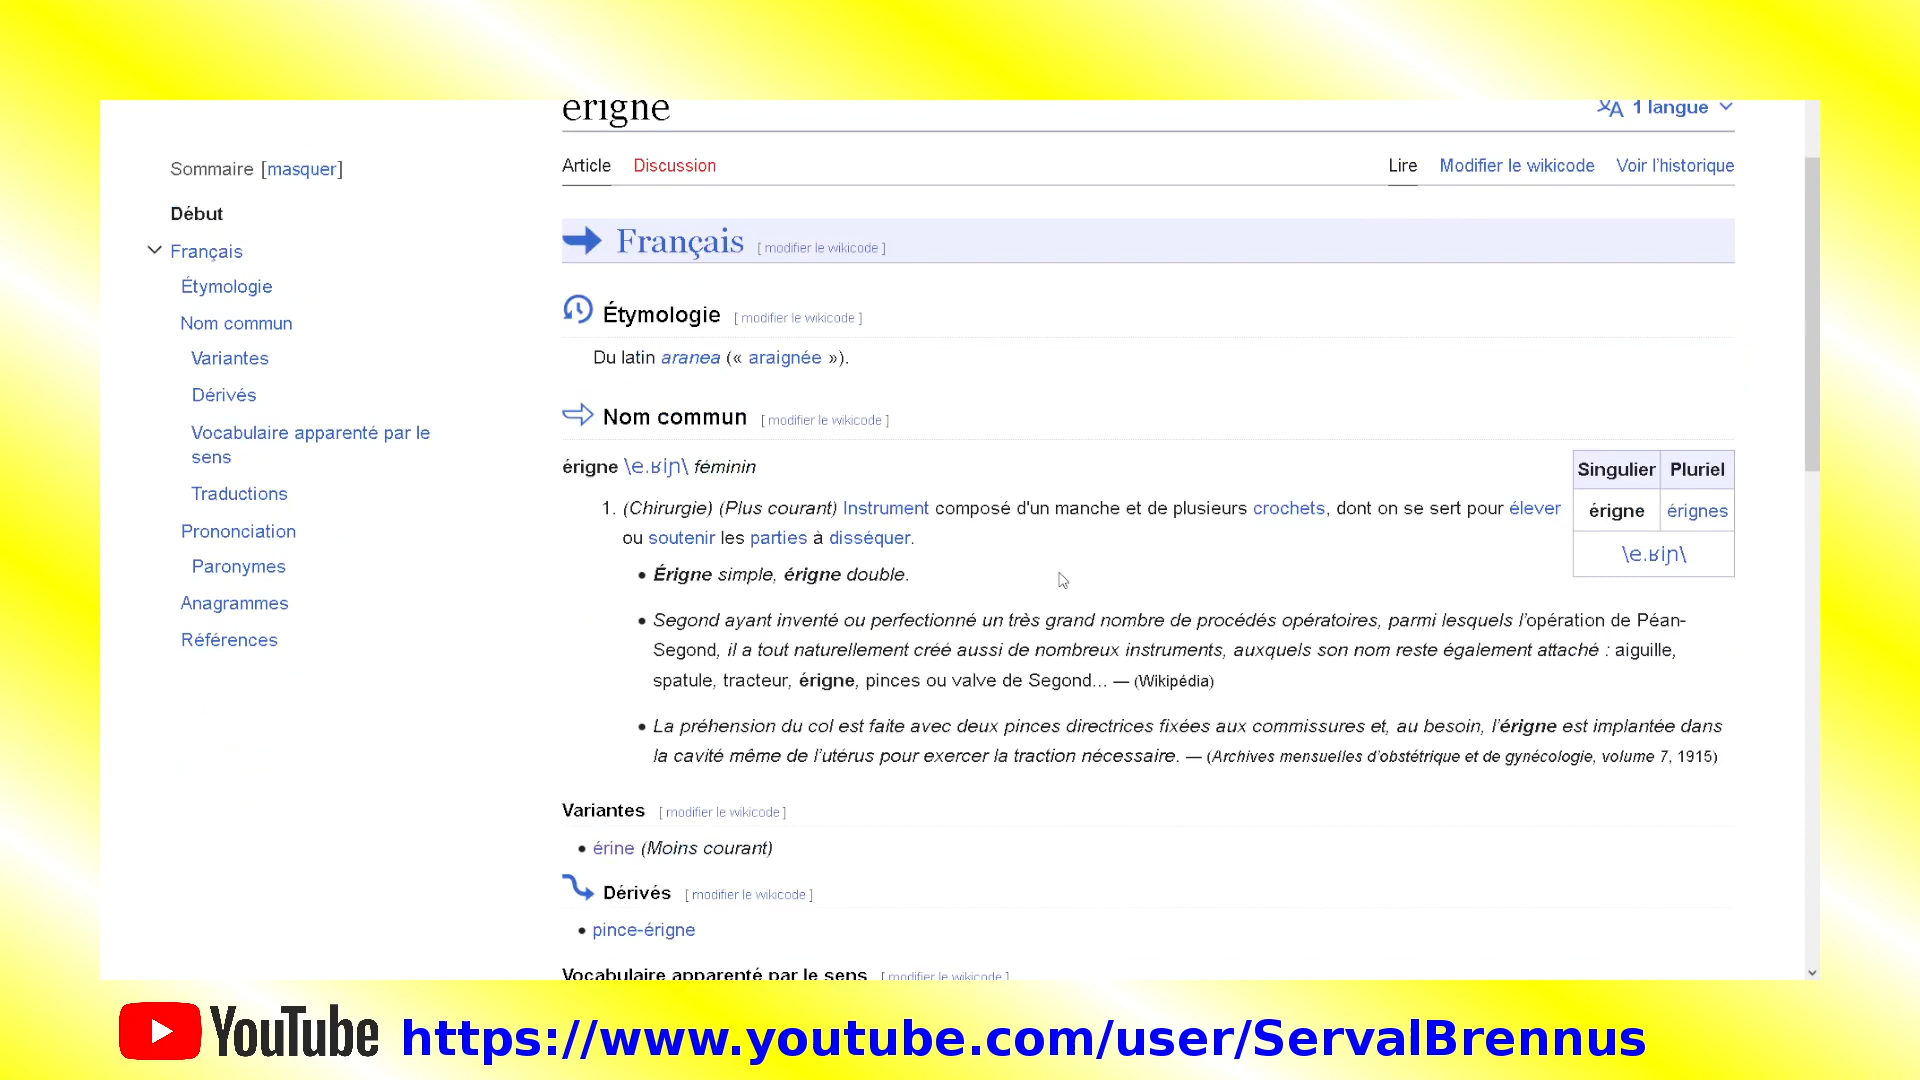 érigne
1 langue
Sommaire [masquer]
Article Discussion Lire Modifier le wikicode Voir l'historique
Début
Français
Étymologie
Nom commun
Variantes
Dérivés
Vocabulaire apparenté par le
sens
Traductions
Prononciation
Paronymes
Anagrammes
Références
Français [ modifier le wikicode ]
Étymologie [ modifier le wikicode ]
Du latin aranea (« araignée »).
Nom commun [ modifier le wikicode ]
érigne \e.ʁiɲ\ féminin
1. (Chirurgie) (Plus courant) Instrument composé d'un manche et de plusieurs crochets, dont on se sert pour élever
ou soutenir les parties à disséquer.
• Érigne simple, érigne double.
• Segond ayant inventé ou perfectionné un très grand nombre de procédés opératoires, parmi lesquels l'opération de Péan-
Segond, il a tout naturellement créé aussi de nombreux instruments, auxquels son nom reste également attaché : aiguille,
spatule, tracteur, érigne, pinces ou valve de Segond... — (Wikipédia)
• La préhension du col est faite avec deux pinces directrices fixées aux commissures et, au besoin, l'érigne est implantée dans
la cavité même de l'utérus pour exercer la traction nécessaire. — (Archives mensuelles d'obstétrique et de gynécologie, volume 7, 1915)
Singulier Pluriel
érigne érignes
\e.ʁiɲ\
Variantes [ modifier le wikicode ]
• érine (Moins courant)
Dérivés [ modifier le wikicode ]
• pince-érigne
Vocabulaire apparenté par le sens [ modifier le wikicode ]
YouTube https://www.youtube.com/user/ServalBrennus